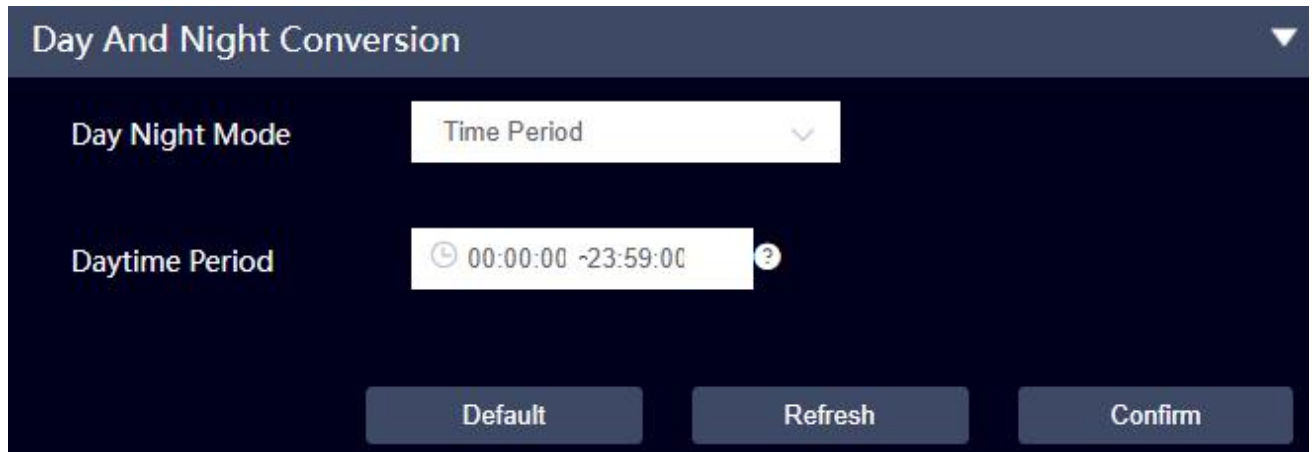 Day And Night Conversion
Day Night Mode Time Period
Daytime Period 00:00:00 ~23:59:00 ?
Default Refresh Confirm